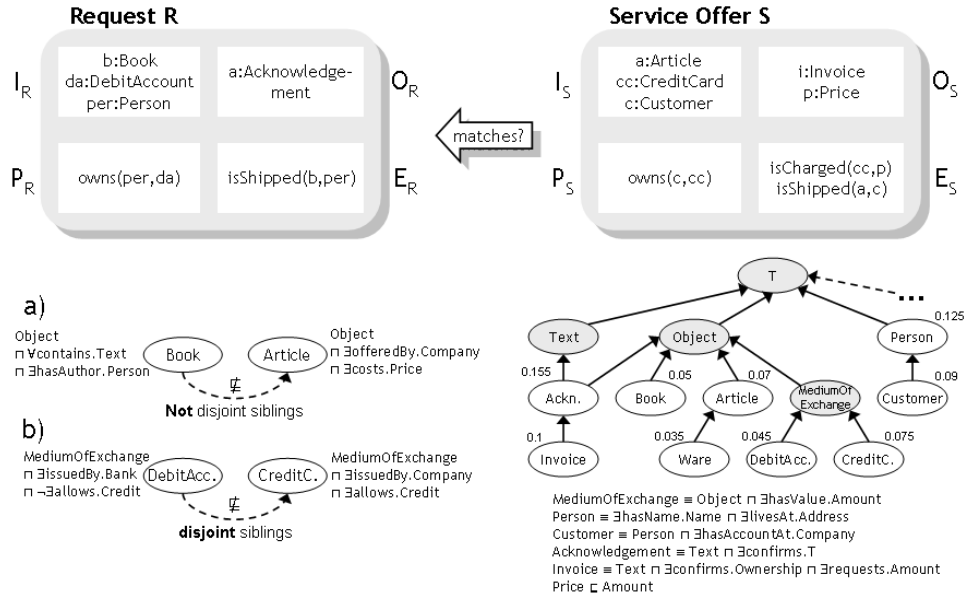 Request R
I_R
b:Book
da:DebitAccount
per:Person
a:Acknowledge-
ment
O_R
P_R
owns(per,da)
isShipped(b,per)
E_R
matches?
Service Offer S
I_S
a:Article
cc:CreditCard
c:Customer
i:Invoice
p:Price
O_S
P_S
owns(c,cc)
isCharged(cc,p)
isShipped(a,c)
E_S
a)
Object
⊓ ∀contains.Text
⊓ ∃hasAuthor.Person
Book
⋢
Article
Object
⊓ ∃offeredBy.Company
⊓ ∃costs.Price
Not disjoint siblings
b)
MediumOfExchange
⊓ ∃issuedBy.Bank
⊓ ¬∃allows.Credit
DebitAcc.
⋢
CreditC.
MediumOfExchange
⊓ ∃issuedBy.Company
⊓ ∃allows.Credit
disjoint siblings
T
...
Text
Object
0.125
Person
0.155
0.05
0.07
0.09
Ackn.
Book
Article
MediumOf
Exchange
Customer
0.1
0.035
0.045
0.075
Invoice
Ware
DebitAcc.
CreditC.
MediumOfExchange ≡ Object ⊓ ∃hasValue.Amount
Person ≡ ∃hasName.Name ⊓ ∃livesAt.Address
Customer ≡ Person ⊓ ∃hasAccountAt.Company
Acknowledgement ≡ Text ⊓ ∃confirms.T
Invoice ≡ Text ⊓ ∃confirms.Ownership ⊓ ∃requests.Amount
Price ⊑ Amount